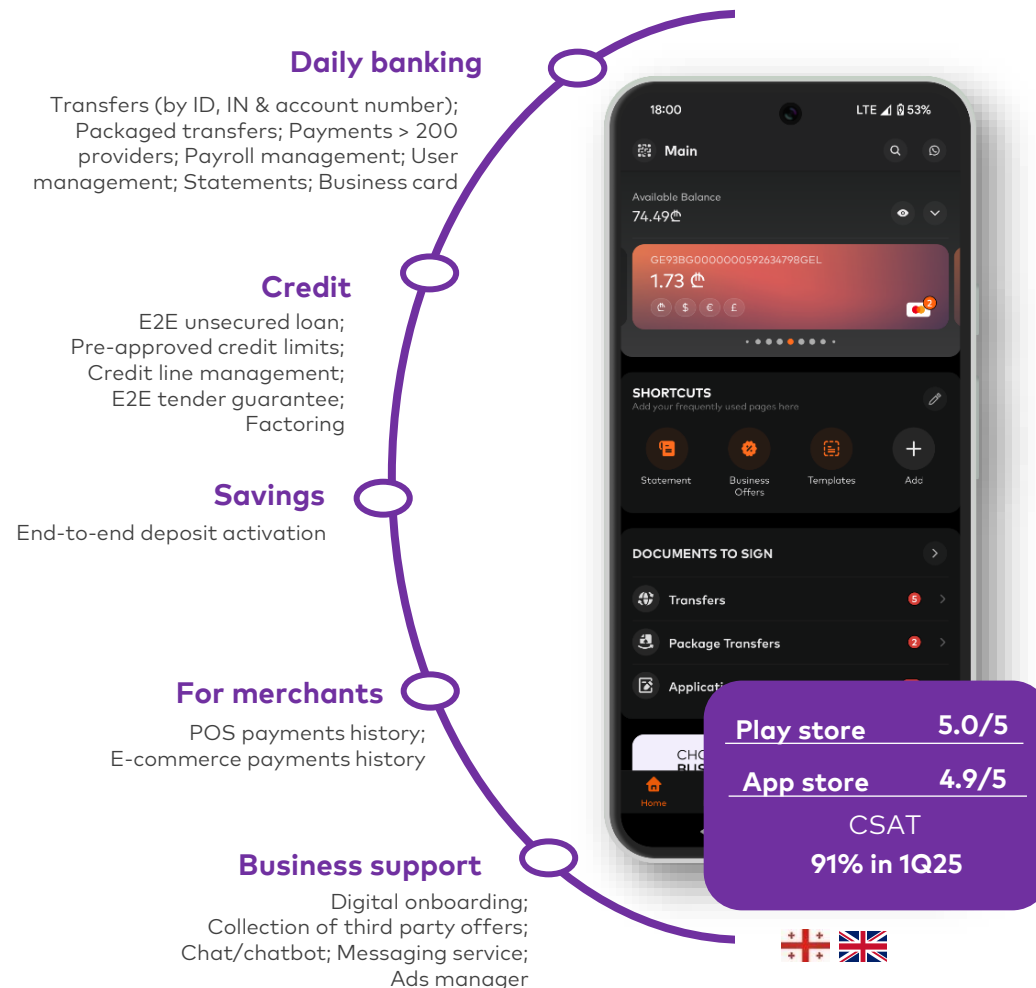 Daily banking
Transfers (by ID, IN & account number);
Packaged transfers; Payments > 200
providers; Payroll management; User
management; Statements; Business card
Credit
E2E unsecured loan;
Pre-approved credit limits;
Credit line management;
E2E tender guarantee;
Factoring
Savings
End-to-end deposit activation
For merchants
POS payments history;
E-commerce payments history
Business support
Digital onboarding;
Collection of third party offers;
Chat/chatbot; Messaging service;
Ads manager
18:00 LTE 53%
Main
Available Balance
74.49₾
GE93BG0000000592634798GEL
1.73 ₾
₾ $ € £
2
SHORTCUTS
Add your frequently used pages here
Statement
Business
Offers
Templates
Add
DOCUMENTS TO SIGN
Transfers 5
Package Transfers 2
Home
Play store 5.0/5
App store 4.9/5
CSAT
91% in 1Q25